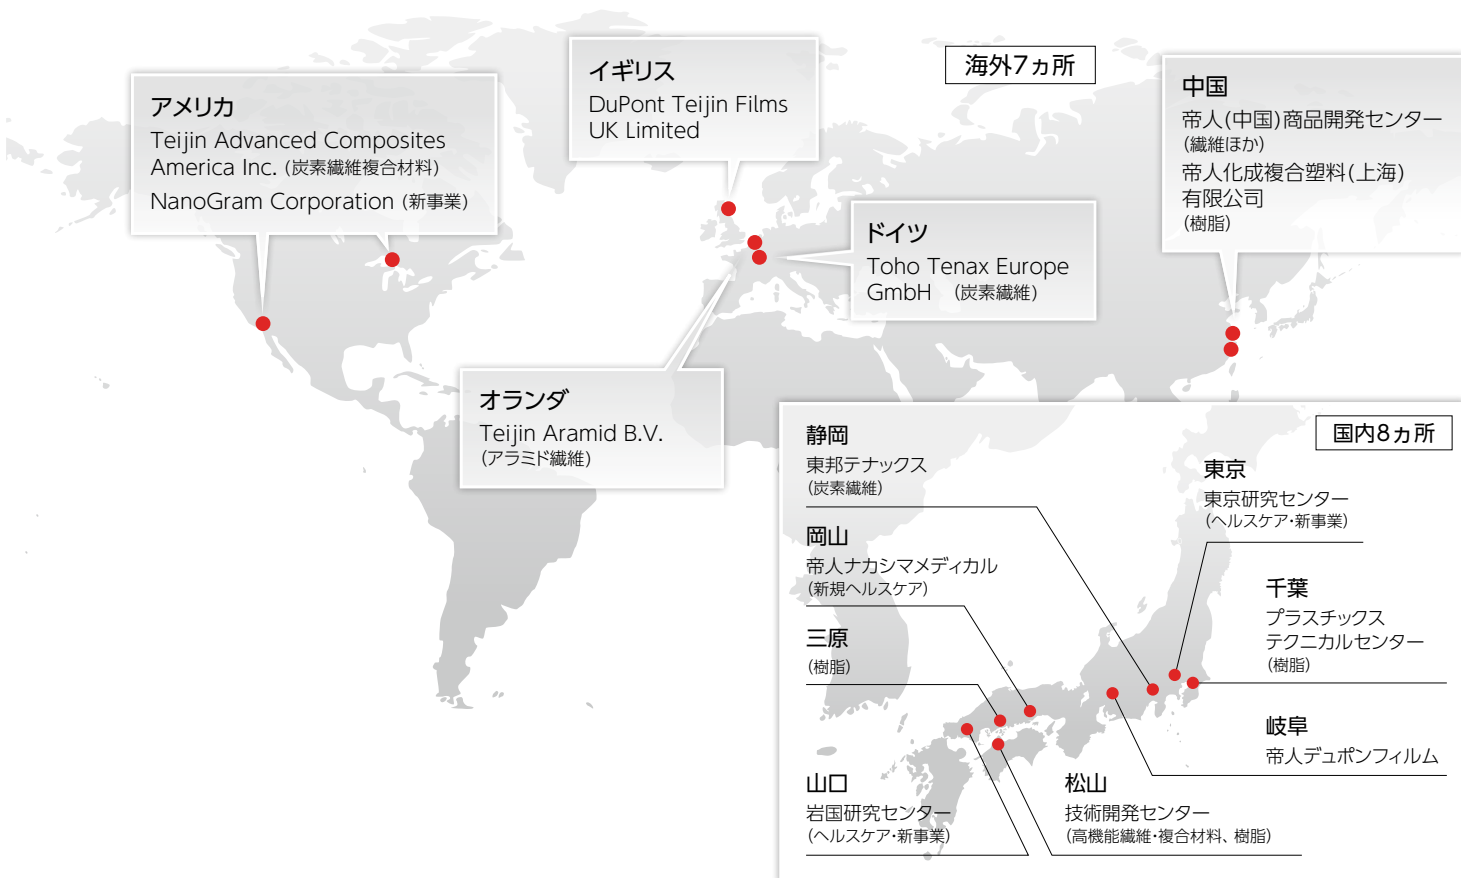 海外7ヵ所
アメリカ
Teijin Advanced Composites
America Inc. (炭素繊維複合材料)
NanoGram Corporation (新事業)
イギリス
DuPont Teijin Films
UK Limited
ドイツ
Toho Tenax Europe
GmbH (炭素繊維)
中国
帝人(中国)商品開発センター
(繊維ほか)
帝人化成複合塑料(上海)
有限公司
(樹脂)
オランダ
Teijin Aramid B.V.
(アラミド繊維)
国内8ヵ所
静岡
東邦テナックス
(炭素繊維)
岡山
帝人ナカシマメディカル
(新規ヘルスケア)
三原
(樹脂)
山口
岩国研究センター
(ヘルスケア・新事業)
松山
技術開発センター
(高機能繊維・複合材料、樹脂)
東京
東京研究センター
(ヘルスケア・新事業)
千葉
プラスチックス
テクニカルセンター
(樹脂)
岐阜
帝人デュポンフィルム